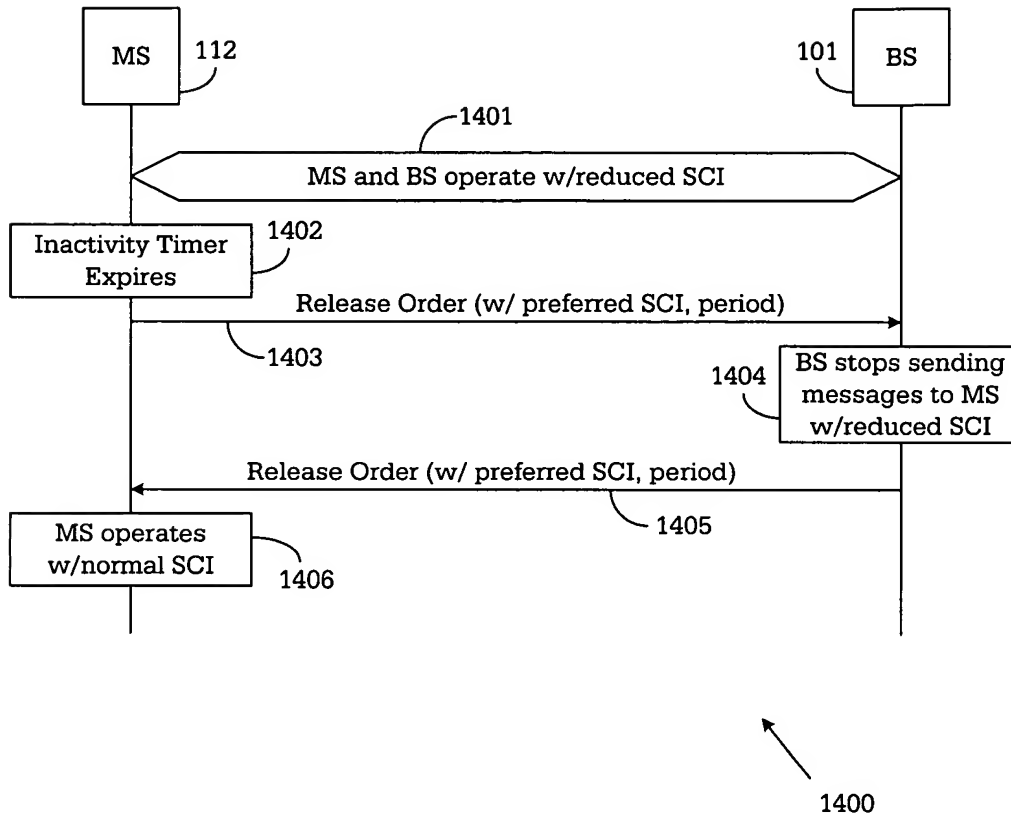 MS
112
101
BS
1401
MS and BS operate w/reduced SCI
Inactivity Timer
Expires
1402
Release Order (w/ preferred SCI, period)
1403
1404
BS stops sending
messages to MS
w/reduced SCI
Release Order (w/ preferred SCI, period)
1405
MS operates
w/normal SCI
1406
1400